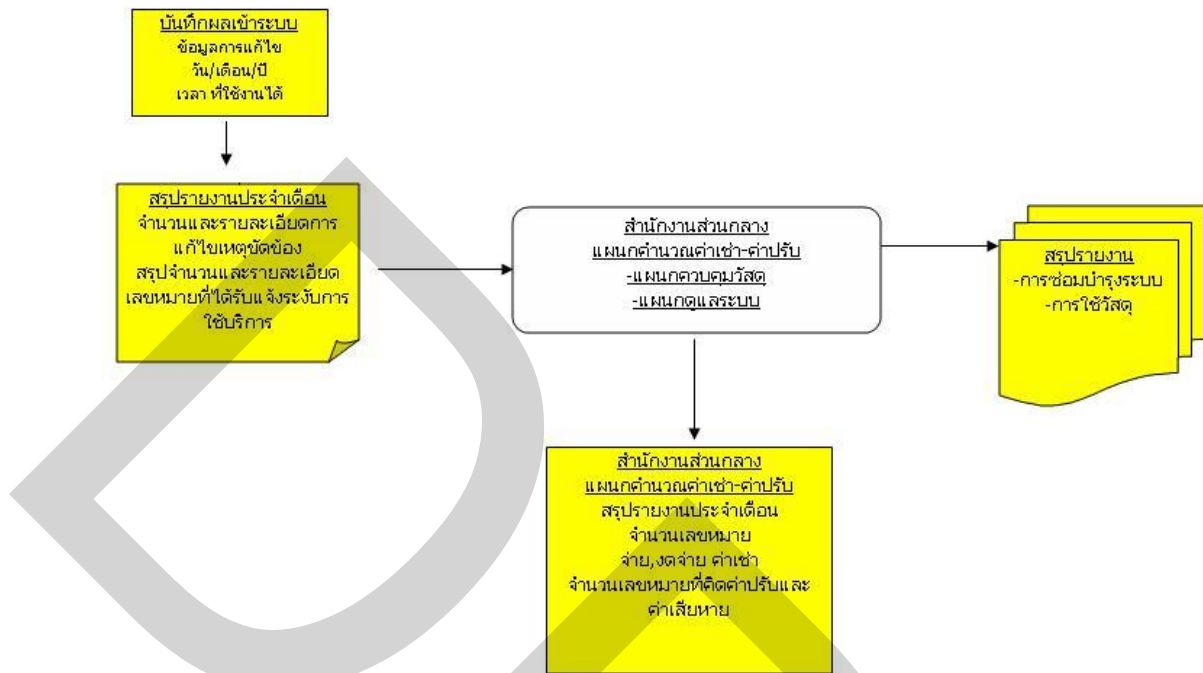 บันทึกผลเข้าระบบ
ข้อมูลการแก้ไข
วัน/เดือน/ปี
เวลา ที่ใช้งานได้
สรุปรายงานประจำเดือน
จำนวนและรายละเอียดการ
แก้ไขเหตุขัดข้อง
สรุปจำนวนและรายละเอียด
เลขหมายที่ได้รับแจ้งระงับการ
ใช้บริการ
สำนักงานส่วนกลาง
แผนกคำนวณค่าเช่า-ค่าปรับ
-แผนกควบคุมวัสดุ
-แผนกดูแลระบบ
สรุปรายงาน
-การซ่อมบำรุงระบบ
-การใช้วัสดุ
สำนักงานส่วนกลาง
แผนกคำนวณค่าเช่า-ค่าปรับ
สรุปรายงานประจำเดือน
จำนวนเลขหมาย
จ่าย,งดจ่าย ค่าเช่า
จำนวนเลขหมายที่คิดค่าปรับและ
ค่าเสียหาย